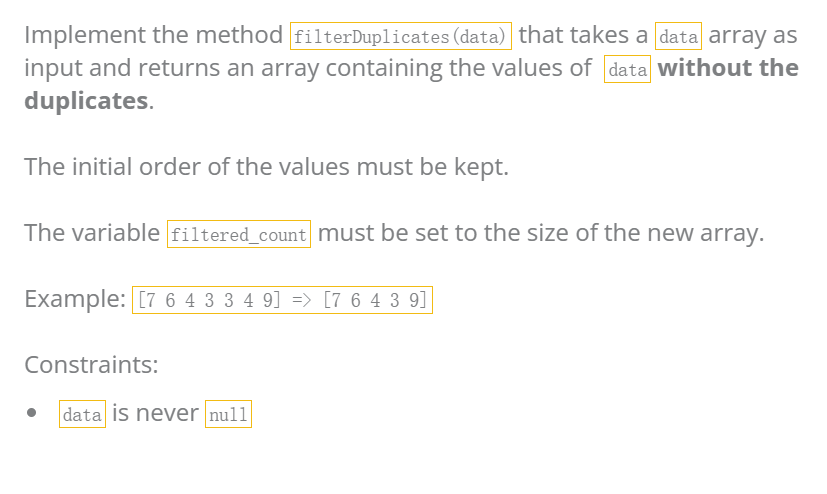 Implement the method filterDuplicates(data) that takes a data array as
input and returns an array containing the values of data without the
duplicates.
The initial order of the values must be kept.
The variable filtered_count must be set to the size of the new array.
Example: [7 6 4 3 3 4 9] => [7 6 4 3 9]
Constraints:
• data is never null